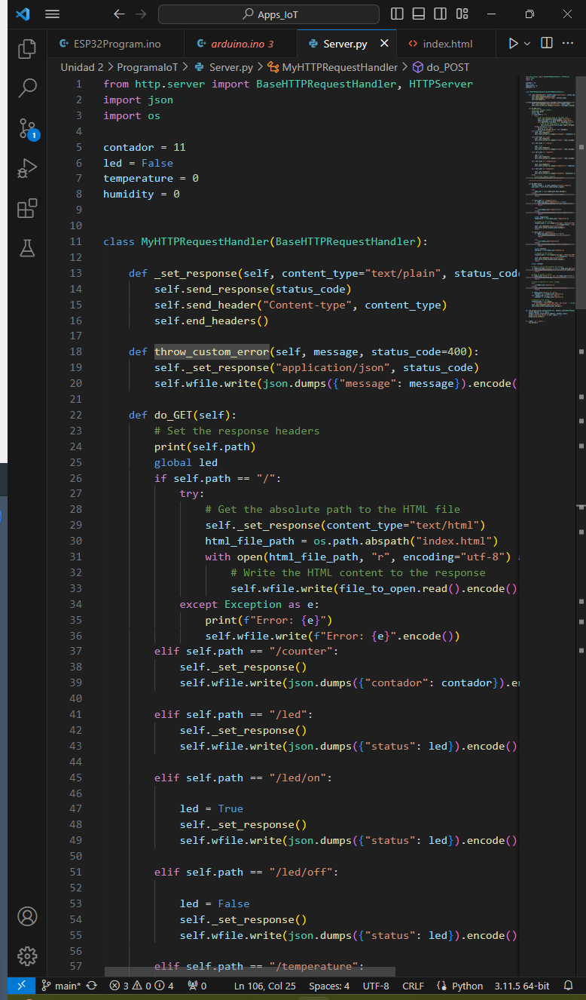 Apps_IoT
ESP32Program.ino
arduino.ino 3
Server.py
index.html
Unidad 2 > ProgramaIoT > Server.py > MyHTTPRequestHandler > do_POST
1 from http.server import BaseHTTPRequestHandler, HTTPServer
2 import json
3 import os
4
5 contador = 11
6 led = False
7 temperature = 0
8 humidity = 0
9
10
11 class MyHTTPRequestHandler(BaseHTTPRequestHandler):
12
13 def _set_response(self, content_type="text/plain", status_code
14 self.send_response(status_code)
15 self.send_header("Content-type", content_type)
16 self.end_headers()
17
18 def throw_custom_error(self, message, status_code=400):
19 self._set_response("application/json", status_code)
20 self.wfile.write(json.dumps({"message": message}).encode(
21
22 def do_GET(self):
23 # Set the response headers
24 print(self.path)
25 global led
26 if self.path == "/":
27 try:
28 # Get the absolute path to the HTML file
29 self._set_response(content_type="text/html")
30 html_file_path = os.path.abspath("index.html")
31 with open(html_file_path, "r", encoding="utf-8")
32 # Write the HTML content to the response
33 self.wfile.write(file_to_open.read().encode()
34 except Exception as e:
35 print(f"Error: {e}")
36 self.wfile.write(f"Error: {e}".encode())
37 elif self.path == "/counter":
38 self._set_response()
39 self.wfile.write(json.dumps({"contador": contador}).en
40
41 elif self.path == "/led":
42 self._set_response()
43 self.wfile.write(json.dumps({"status": led}).encode()
44
45 elif self.path == "/led/on":
46
47 led = True
48 self._set_response()
49 self.wfile.write(json.dumps({"status": led}).encode()
50
51 elif self.path == "/led/off":
52
53 led = False
54 self._set_response()
55 self.wfile.write(json.dumps({"status": led}).encode()
56
57 elif self.path == "/temperature":
1
main* 3 0 4 0 Ln 106, Col 25 Spaces: 4 UTF-8 CRLF Python 3.11.5 64-bit